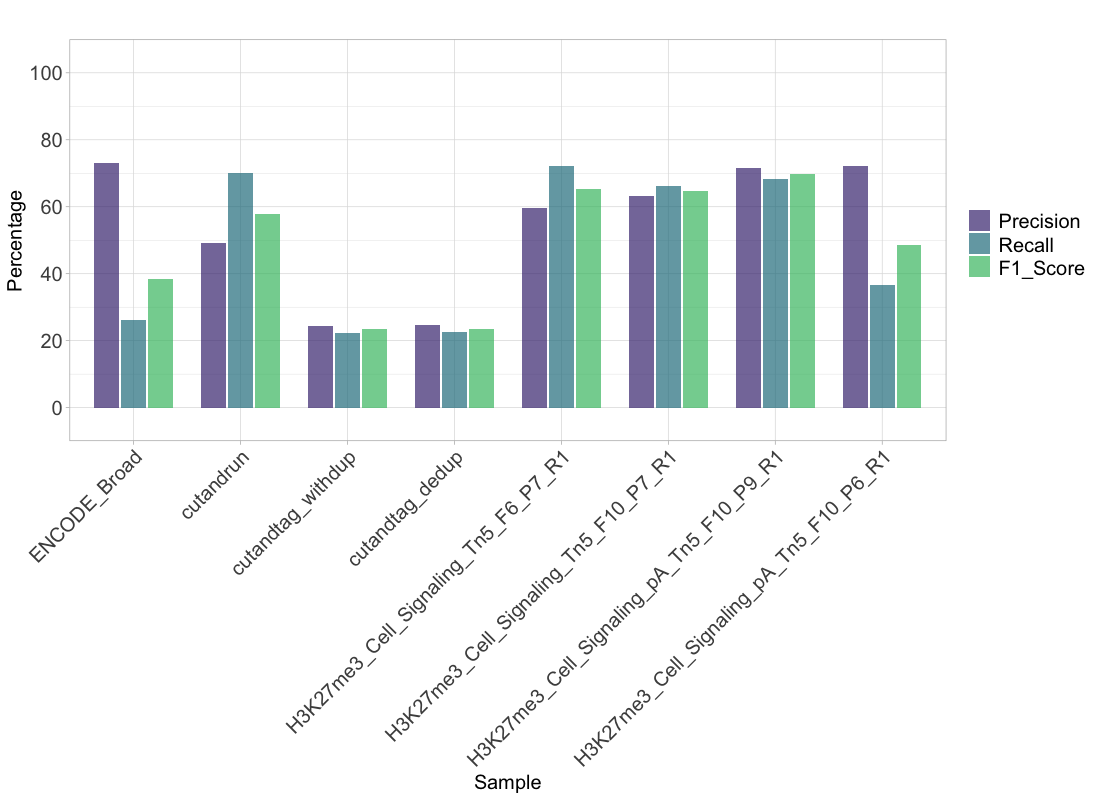 Percentage
100
80
60
40
20
0
ENCODE_Broad
cutandrun
cutandtag_withdup
cutandtag_dedup
H3K27me3_Cell_Signaling_Tn5_F6_P7_R1
H3K27me3_Cell_Signaling_Tn5_F10_P7_R1
H3K27me3_Cell_Signaling_pA_Tn5_F10_P9_R1
H3K27me3_Cell_Signaling_pA_Tn5_F10_P6_R1
Sample
Precision
Recall
F1_Score